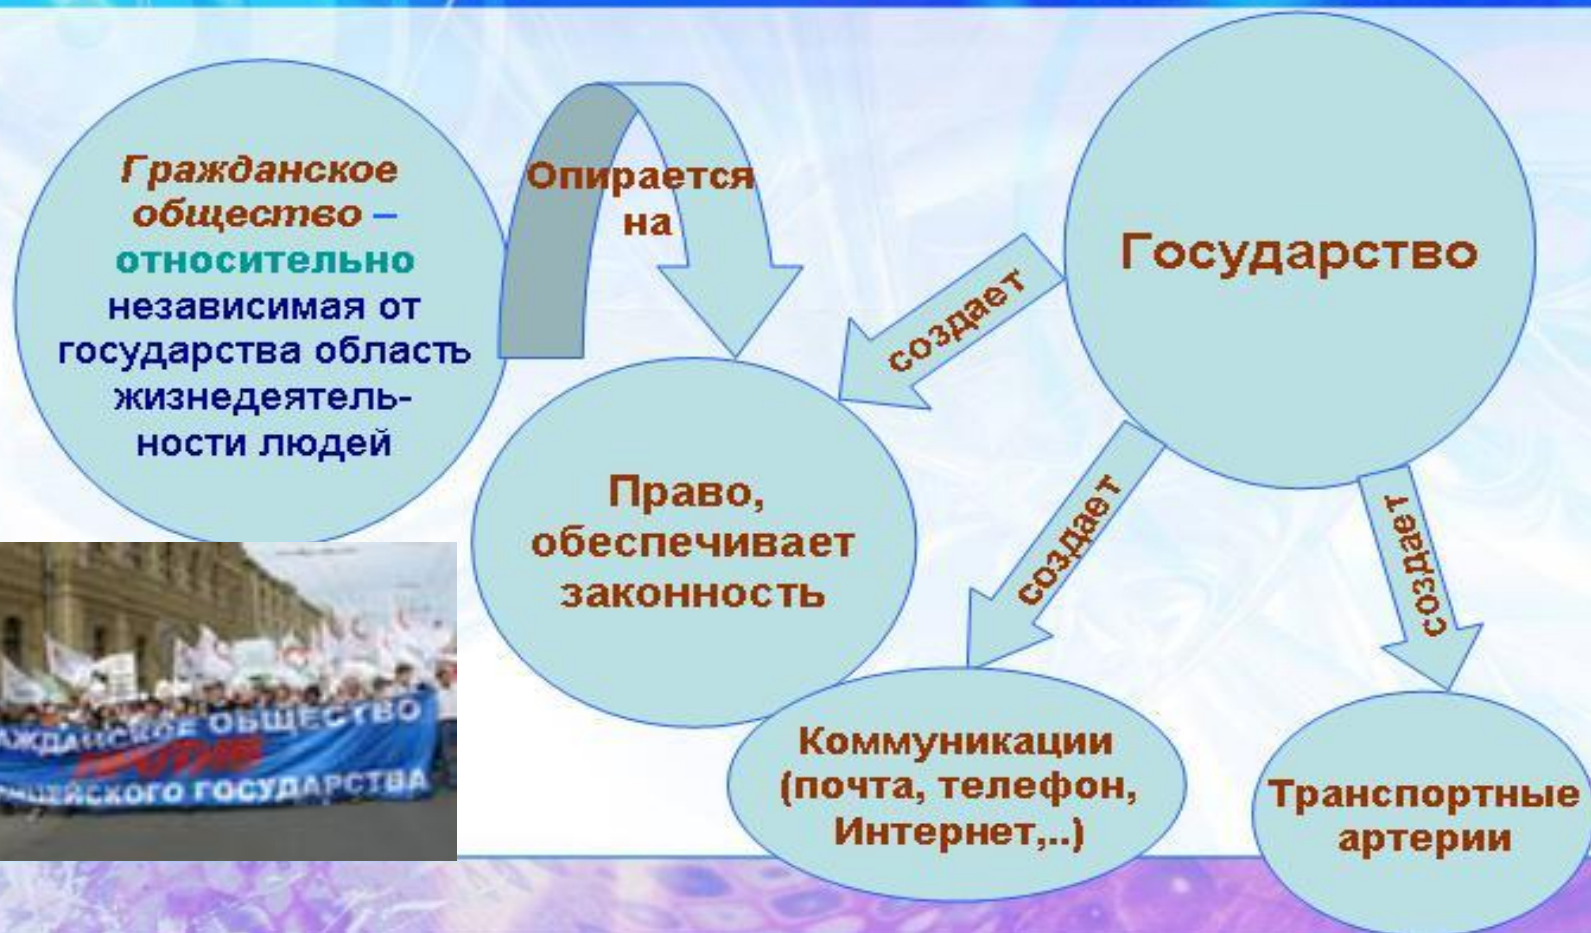 Гражданское
общество –
относительно
независимая от
государства область
жизнедеятель-
ности людей
Опирается
на
Государство
создает
создает
создает
Право,
обеспечивает
законность
Коммуникации
(почта, телефон,
Интернет,..)
Транспортные
артерии
ОБЩЕСТВО
ПРОТИВ
ГОСУДАРСТВА